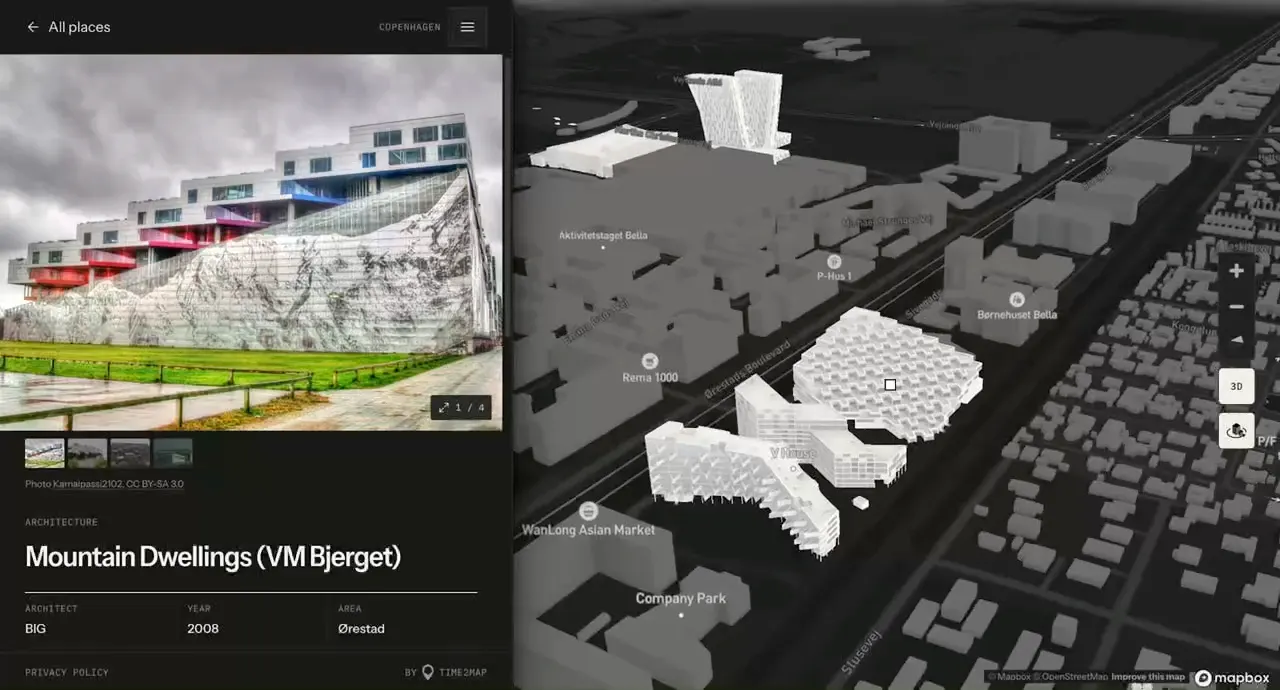 ← All places
COPENHAGEN
1 / 4
Photo Karnaipassi2102, CC BY-SA 3.0
ARCHITECTURE
Mountain Dwellings (VM Bjerget)
ARCHITECT
YEAR
AREA
BIG
2008
Ørestad
PRIVACY POLICY
BY TIME2MAP
Aktivitetstaget Bella
P-Hus 1
Børnehuset Bella
Rema 1000
Ørestads Boulevard
V House
WanLong Asian Market
Company Park
Slusevej
3D
P/F
© Mapbox © OpenStreetMap Improve this map
mapbox